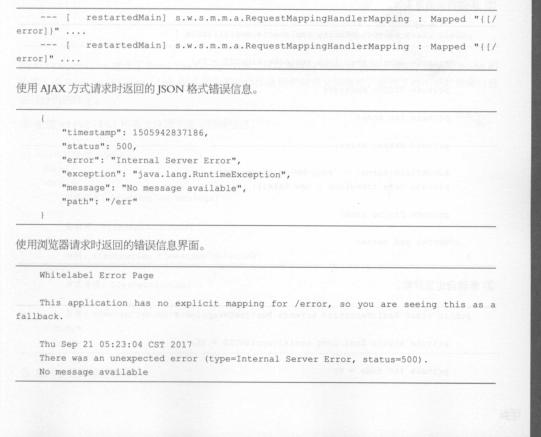 --- [ restartedMain] s.w.s.m.m.a.RequestMappingHandlerMapping : Mapped "{[/
error]}" ....
--- [ restartedMain] s.w.s.m.m.a.RequestMappingHandlerMapping : Mapped "{[/
error]" ....
使用 AJAX 方式请求时返回的 JSON 格式错误信息。
{
"timestamp": 1505942837186,
"status": 500,
"error": "Internal Server Error",
"exception": "java.lang.RuntimeException",
"message": "No message available",
"path": "/err"
}
使用浏览器请求时返回的错误信息界面。
Whitelabel Error Page
This application has no explicit mapping for /error, so you are seeing this as a
fallback.
Thu Sep 21 05:23:04 CST 2017
There was an unexpected error (type=Internal Server Error, status=500).
No message available